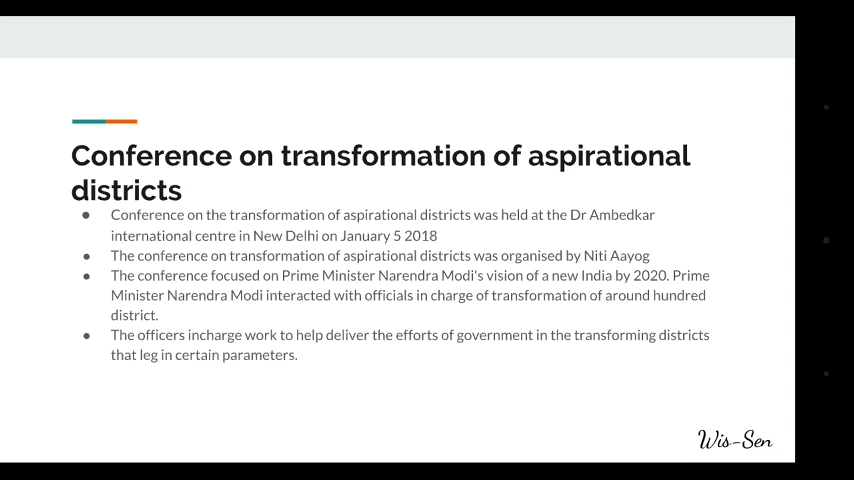 Conference on transformation of aspirational
districts
● Conference on the transformation of aspirational districts was held at the Dr Ambedkar
international centre in New Delhi on January 5 2018
● The conference on transformation of aspirational districts was organised by Niti Aayog
● The conference focused on Prime Minister Narendra Modi's vision of a new India by 2020. Prime
Minister Narendra Modi interacted with officials in charge of transformation of around hundred
district.
● The officers incharge work to help deliver the efforts of government in the transforming districts
that leg in certain parameters.
Wis-Sen